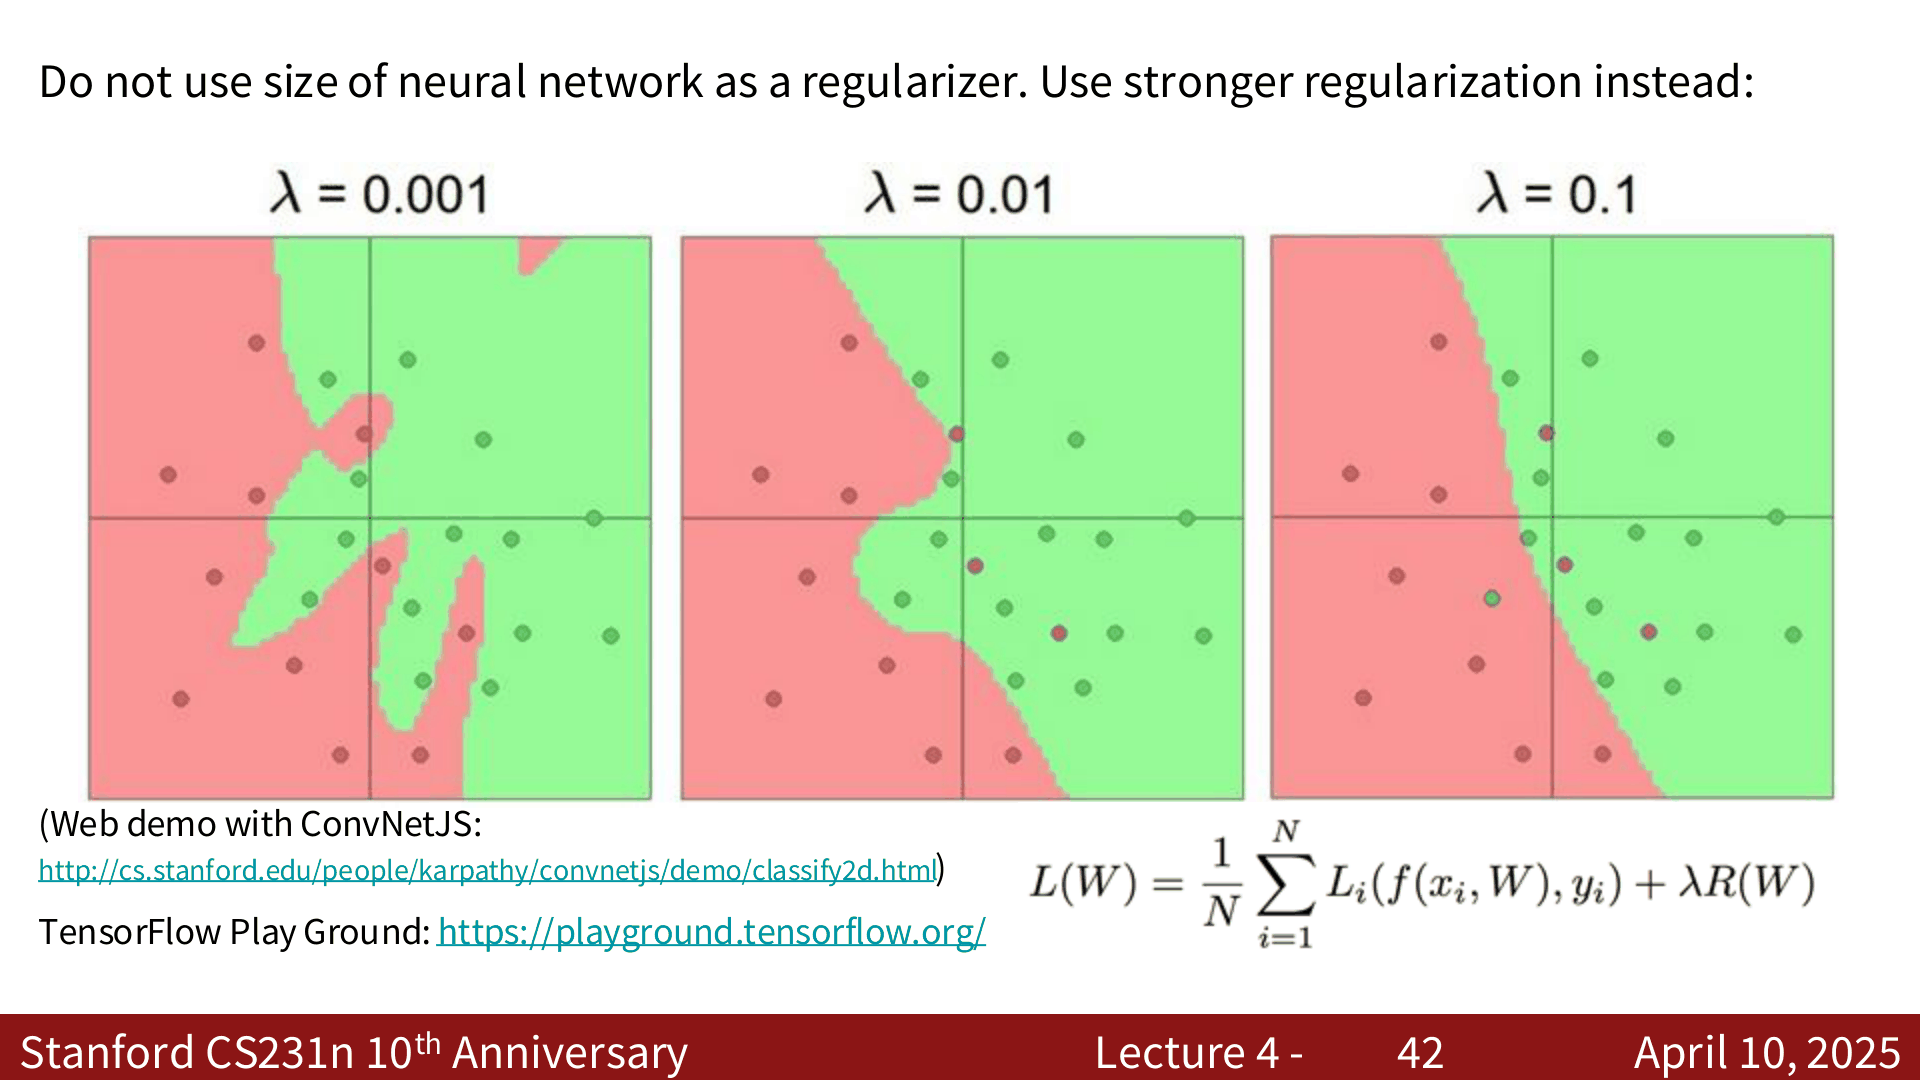 Do not use size of neural network as a regularizer. Use stronger regularization instead:
λ = 0.001
λ = 0.01
λ = 0.1
(Web demo with ConvNetJS:
http://cs.stanford.edu/people/karpathy/convnetjs/demo/classify2d.html)
TensorFlow Play Ground: https://playground.tensorflow.org/
L(W) = \frac{1}{N} \sum_{i=1}^{N} L_i(f(x_i, W), y_i) + λR(W)
Stanford CS231n 10th Anniversary
Lecture 4 - 42
April 10, 2025